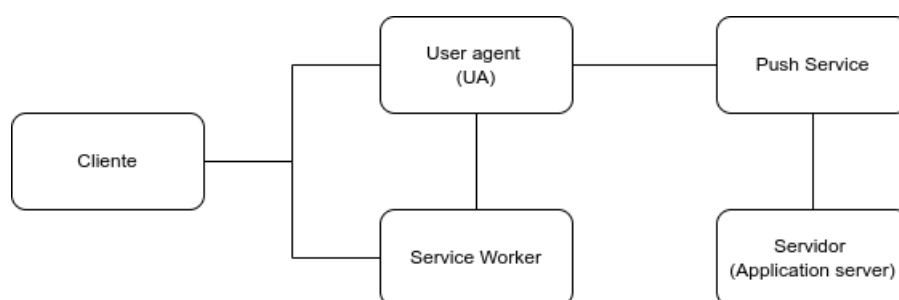 User agent
(UA)
Push Service
Cliente
Service Worker
Servidor
(Application server)